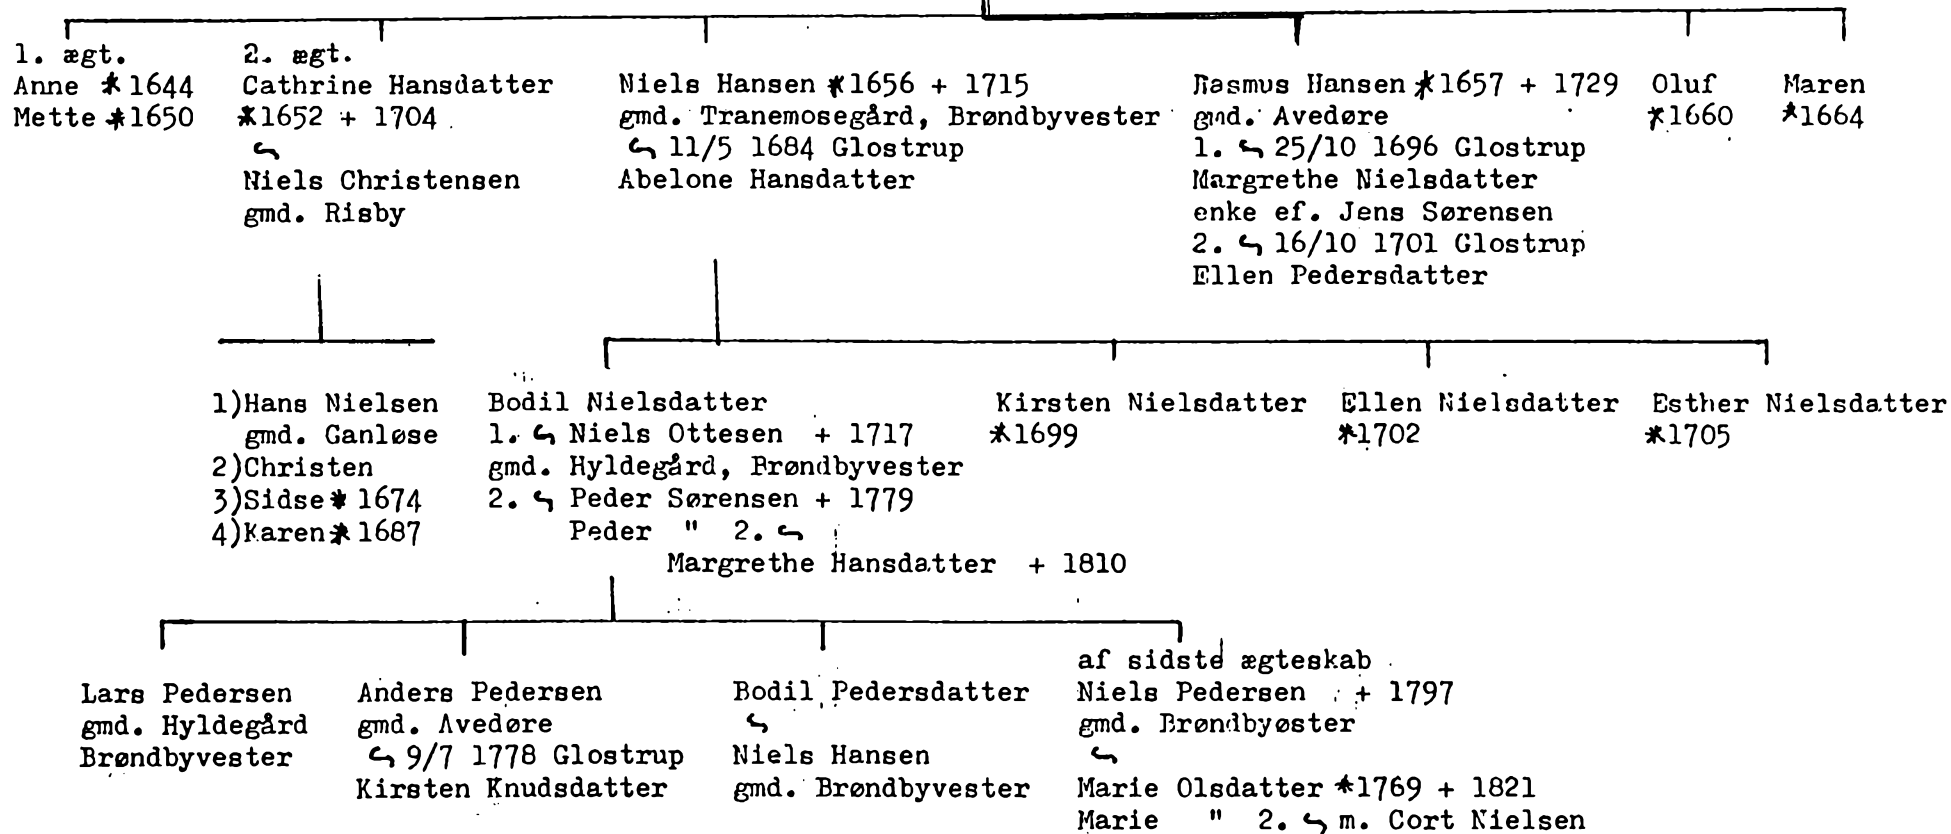 1. ægt.
Anne *1644
Mette *1650
2. ægt.
Cathrine Hansdatter
*1652 + 1704
Niels Christensen
gmd. Risby
Niels Hansen *1656 + 1715
gmd. Tranemosegård, Brøndbyvester
11/5 1684 Glostrup
Abelone Hansdatter
Rasmus Hansen *1657 + 1729
gmd. Avedøre
1. 25/10 1696 Glostrup
Margrethe Nielsdatter
enke ef. Jens Sørensen
2. 16/10 1701 Glostrup
Ellen Pedersdatter
Oluf
*1660
Maren
*1664
1)Hans Nielsen
gmd. Ganløse
2)Christen
3)Sidse * 1674
4)Karen * 1687
Bodil Nielsdatter
1. Niels Ottesen + 1717
gmd. Hyldegård, Brøndbyvester
2. Peder Sørensen + 1779
Peder " 2.
Margrethe Hansdatter + 1810
Kirsten Nielsdatter
*1699
Ellen Nielsdatter
*1702
Esther Nielsdatter
*1705
Lars Pedersen
gmd. Hyldegård
Brøndbyvester
Anders Pedersen
gmd. Avedøre
9/7 1778 Glostrup
Kirsten Knudsdatter
Bodil Pedersdatter
Niels Hansen
gmd. Brøndbyvester
af sidste ægteskab
Niels Pedersen + 1797
gmd. Brøndbyøster
Marie Olsdatter *1769 + 1821
Marie " 2. m. Cort Nielsen